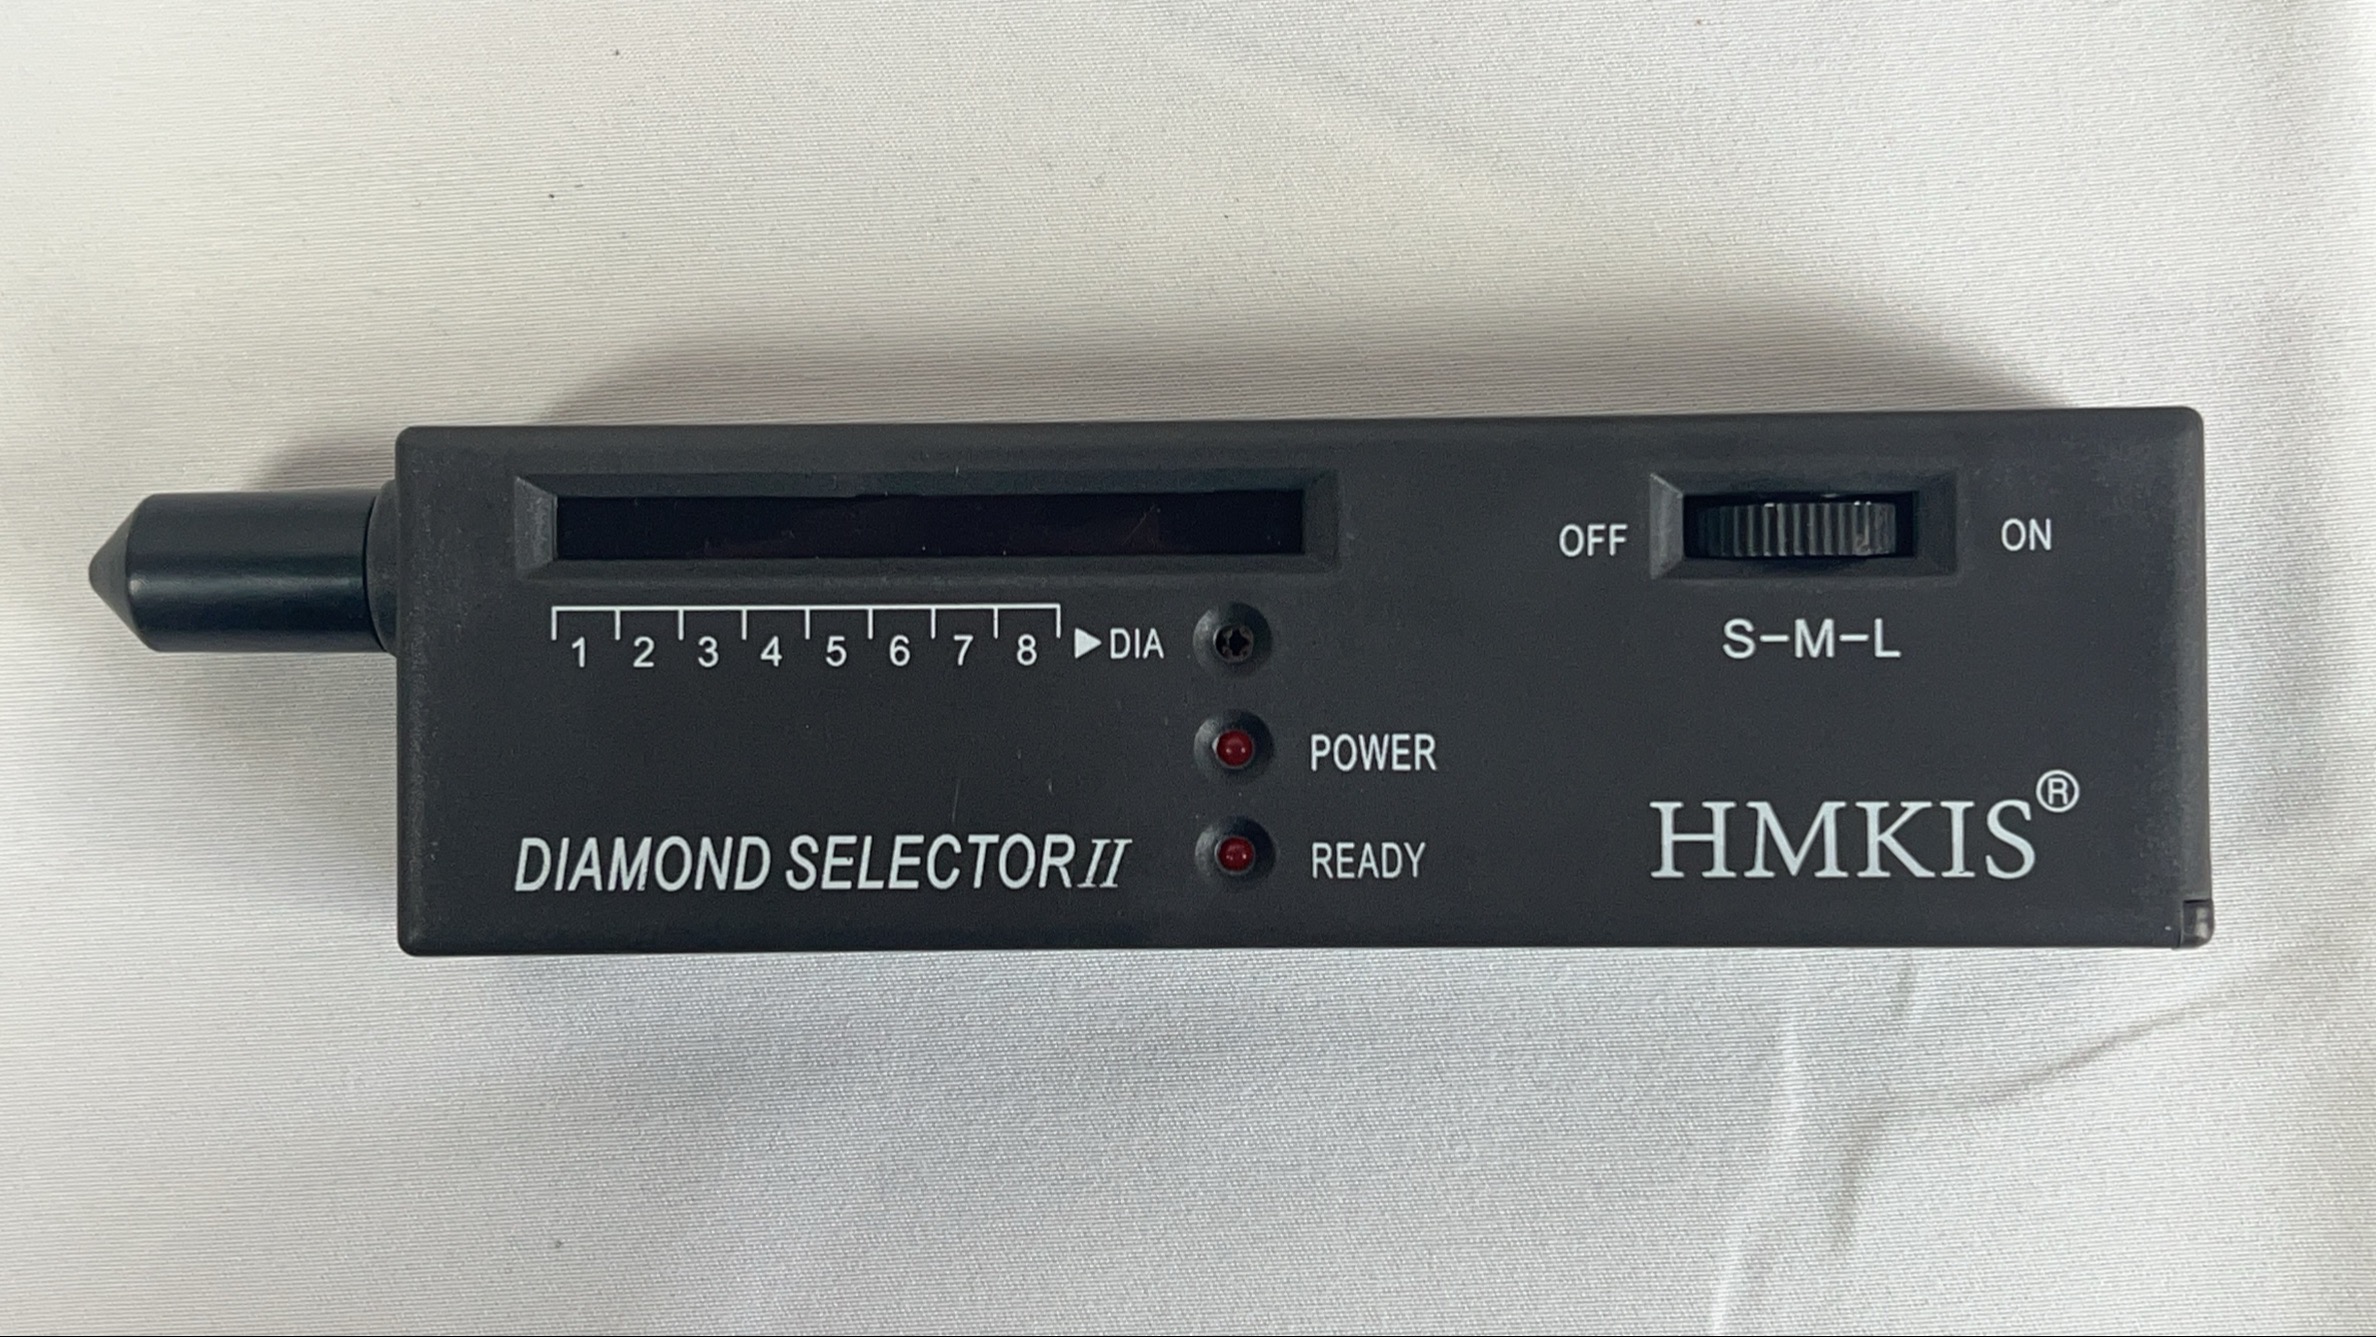 OFF ON
1 2 3 4 5 6 7 8 ▶DIA
S-M-L
POWER
DIAMOND SELECTOR II
READY
HMKIS®